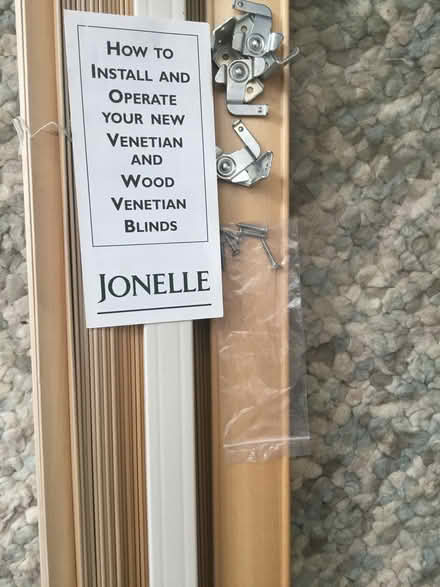 How to
Install and
Operate
your new
Venetian
and
Wood
Venetian
Blinds
Jonelle